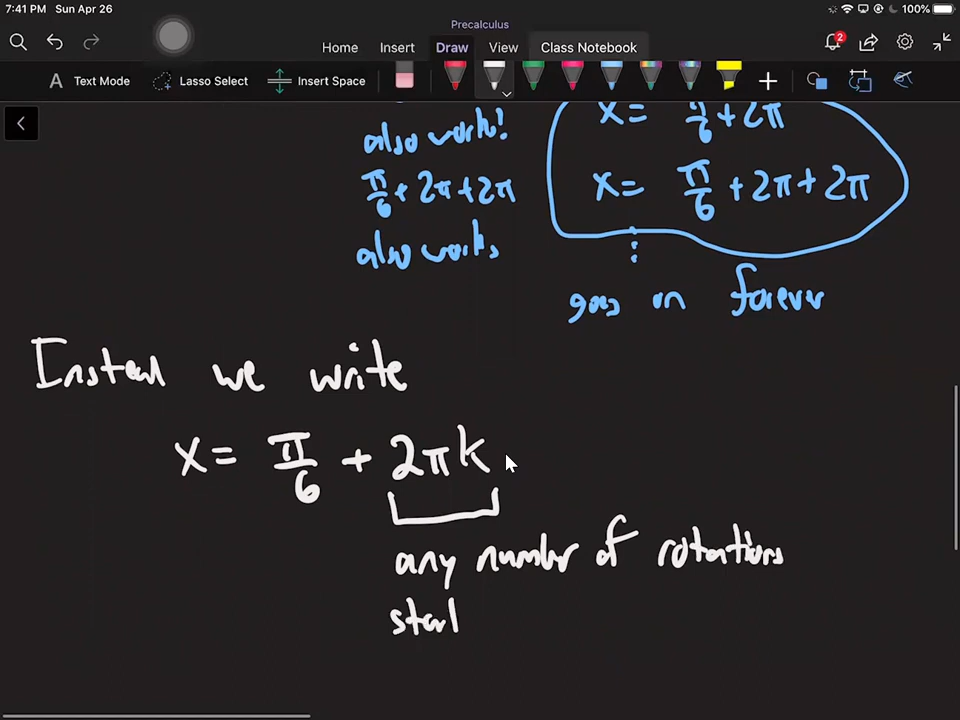 7:41 PM Sun Apr 26
100%
Precalculus
Home Insert Draw View Class Notebook
2
Text Mode Lasso Select Insert Space
also works!
π/6 + 2π + 2π
also works
x = π/6 + 2π
x = π/6 + 2π + 2π
⋮
goes on forever
Instead we write
x = π/6 + 2πk
any number of rotations
start